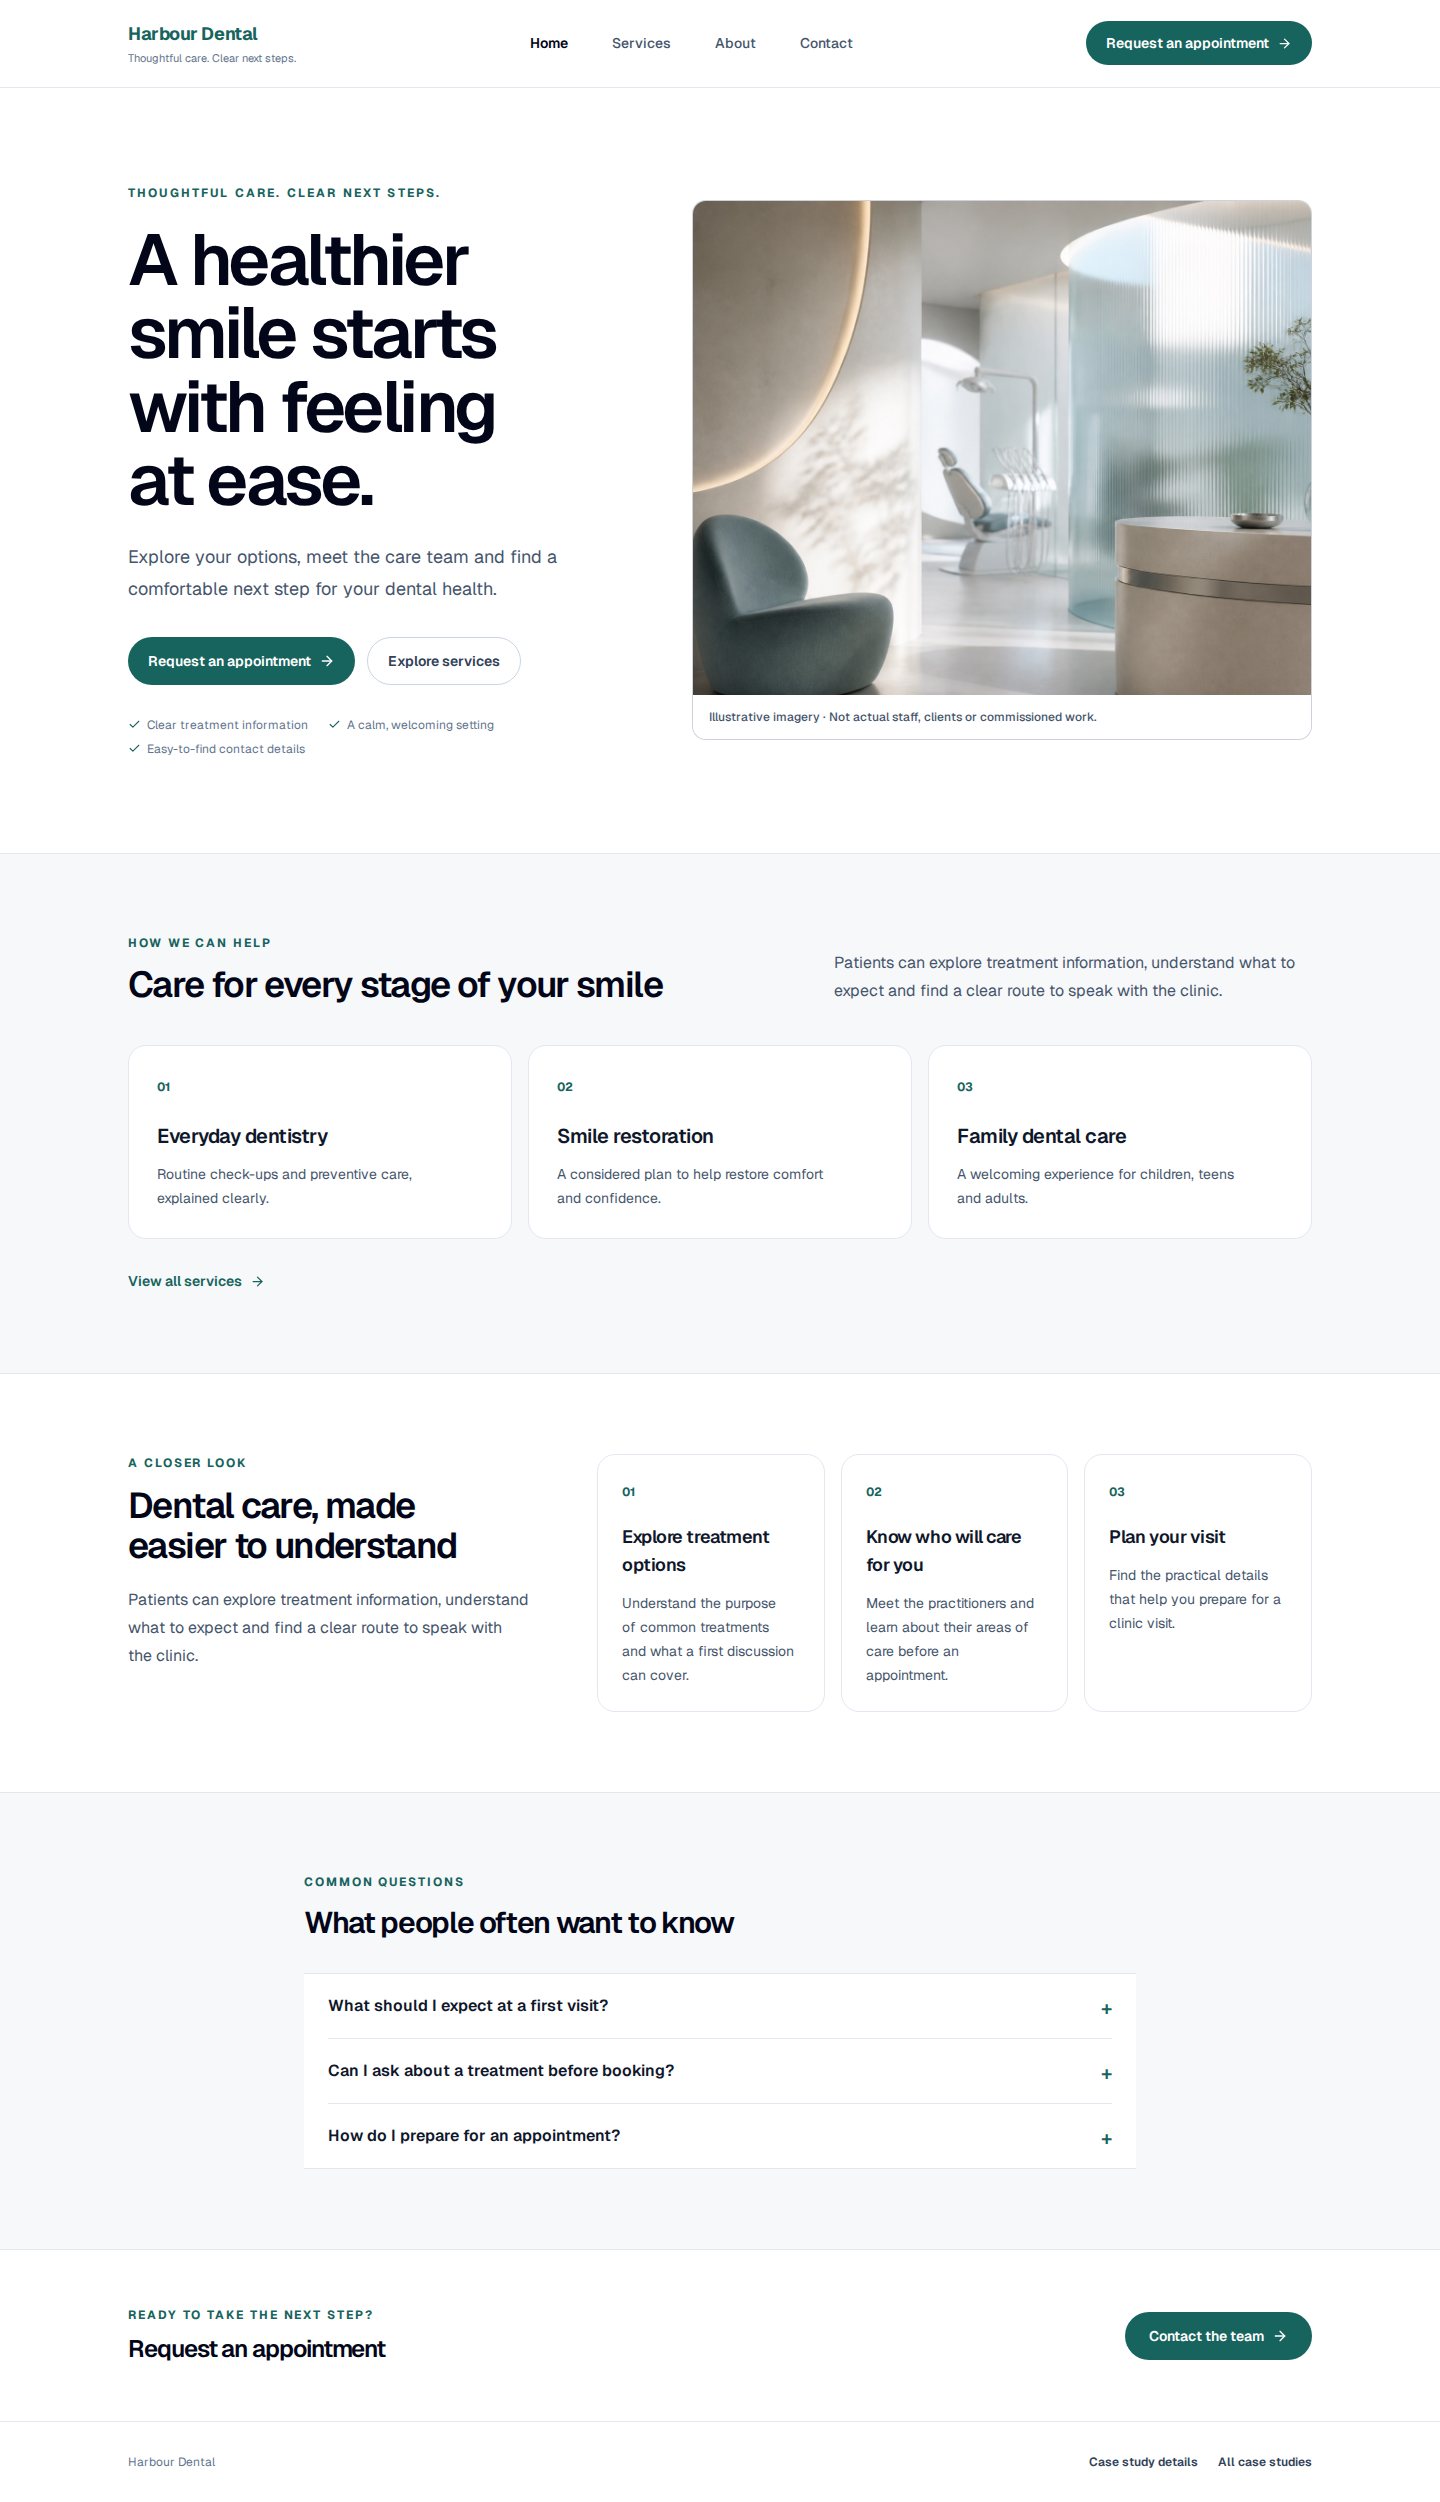 Harbour Dental
Thoughtful care. Clear next steps.
Home
Services
About
Contact
Request an appointment →
THOUGHTFUL CARE. CLEAR NEXT STEPS.
A healthier
smile starts
with feeling
at ease.
Explore your options, meet the care team and find a
comfortable next step for your dental health.
Request an appointment →
Explore services
✓ Clear treatment information
✓ A calm, welcoming setting
✓ Easy-to-find contact details
Illustrative imagery · Not actual staff, clients or commissioned work.
HOW WE CAN HELP
Care for every stage of your smile
Patients can explore treatment information, understand what to
expect and find a clear route to speak with the clinic.
01
Everyday dentistry
Routine check-ups and preventive care,
explained clearly.
02
Smile restoration
A considered plan to help restore comfort
and confidence.
03
Family dental care
A welcoming experience for children, teens
and adults.
View all services →
A CLOSER LOOK
Dental care, made
easier to understand
Patients can explore treatment information, understand
what to expect and find a clear route to speak with
the clinic.
01
Explore treatment
options
Understand the purpose
of common treatments
and what a first discussion
can cover.
02
Know who will care
for you
Meet the practitioners and
learn about their areas of
care before an
appointment.
03
Plan your visit
Find the practical details
that help you prepare for a
clinic visit.
COMMON QUESTIONS
What people often want to know
What should I expect at a first visit?
+
Can I ask about a treatment before booking?
+
How do I prepare for an appointment?
+
READY TO TAKE THE NEXT STEP?
Request an appointment
Contact the team →
Harbour Dental
Case study details
All case studies